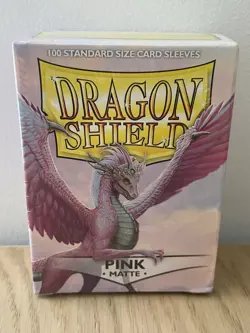 100 STANDARD SIZE CARD SLEEVES
DRAGON
SHIELD
PINK
• MATTE •